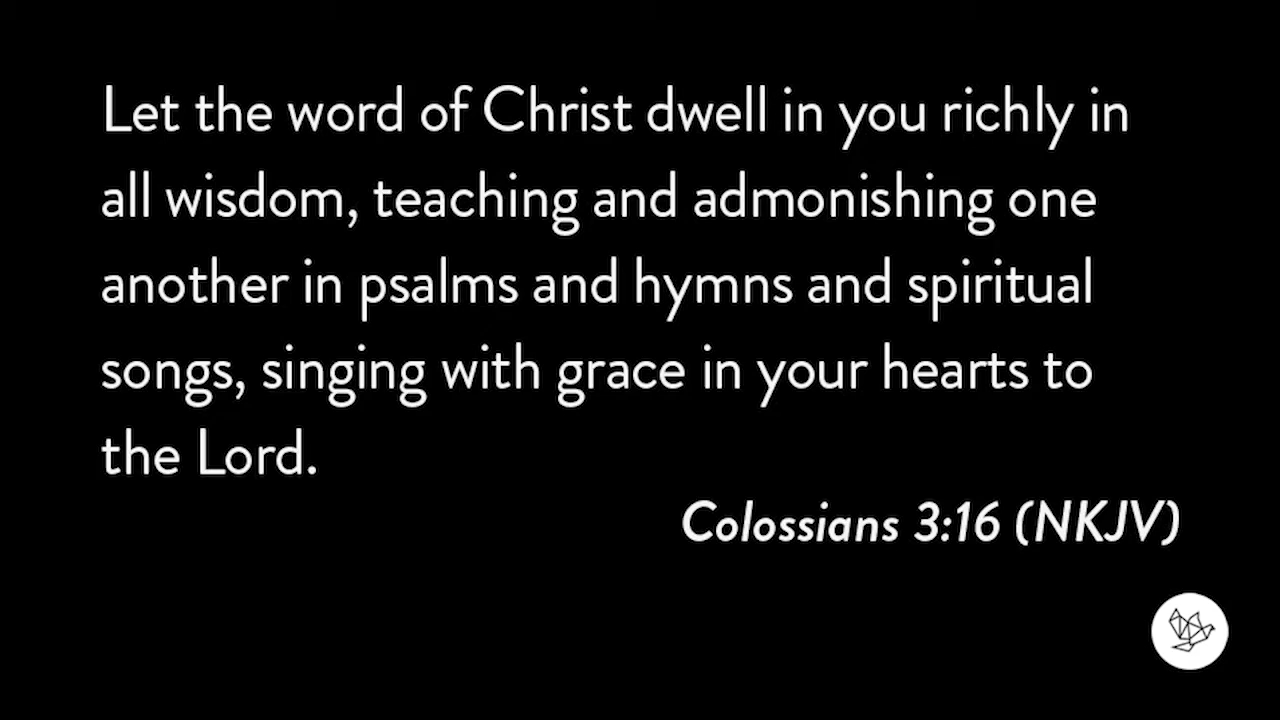 Let the word of Christ dwell in you richly in
all wisdom, teaching and admonishing one
another in psalms and hymns and spiritual
songs, singing with grace in your hearts to
the Lord.
Colossians 3:16 (NKJV)